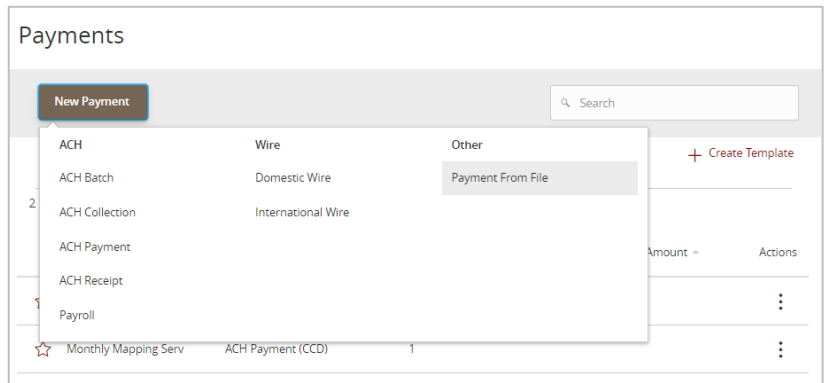 Payments
New Payment
Search
ACH Wire Other
+ Create Template
ACH Batch Domestic Wire Payment From File
2
ACH Collection International Wire
ACH Payment
Amount Actions
ACH Receipt
Payroll
Monthly Mapping Serv ACH Payment (CCD) 1